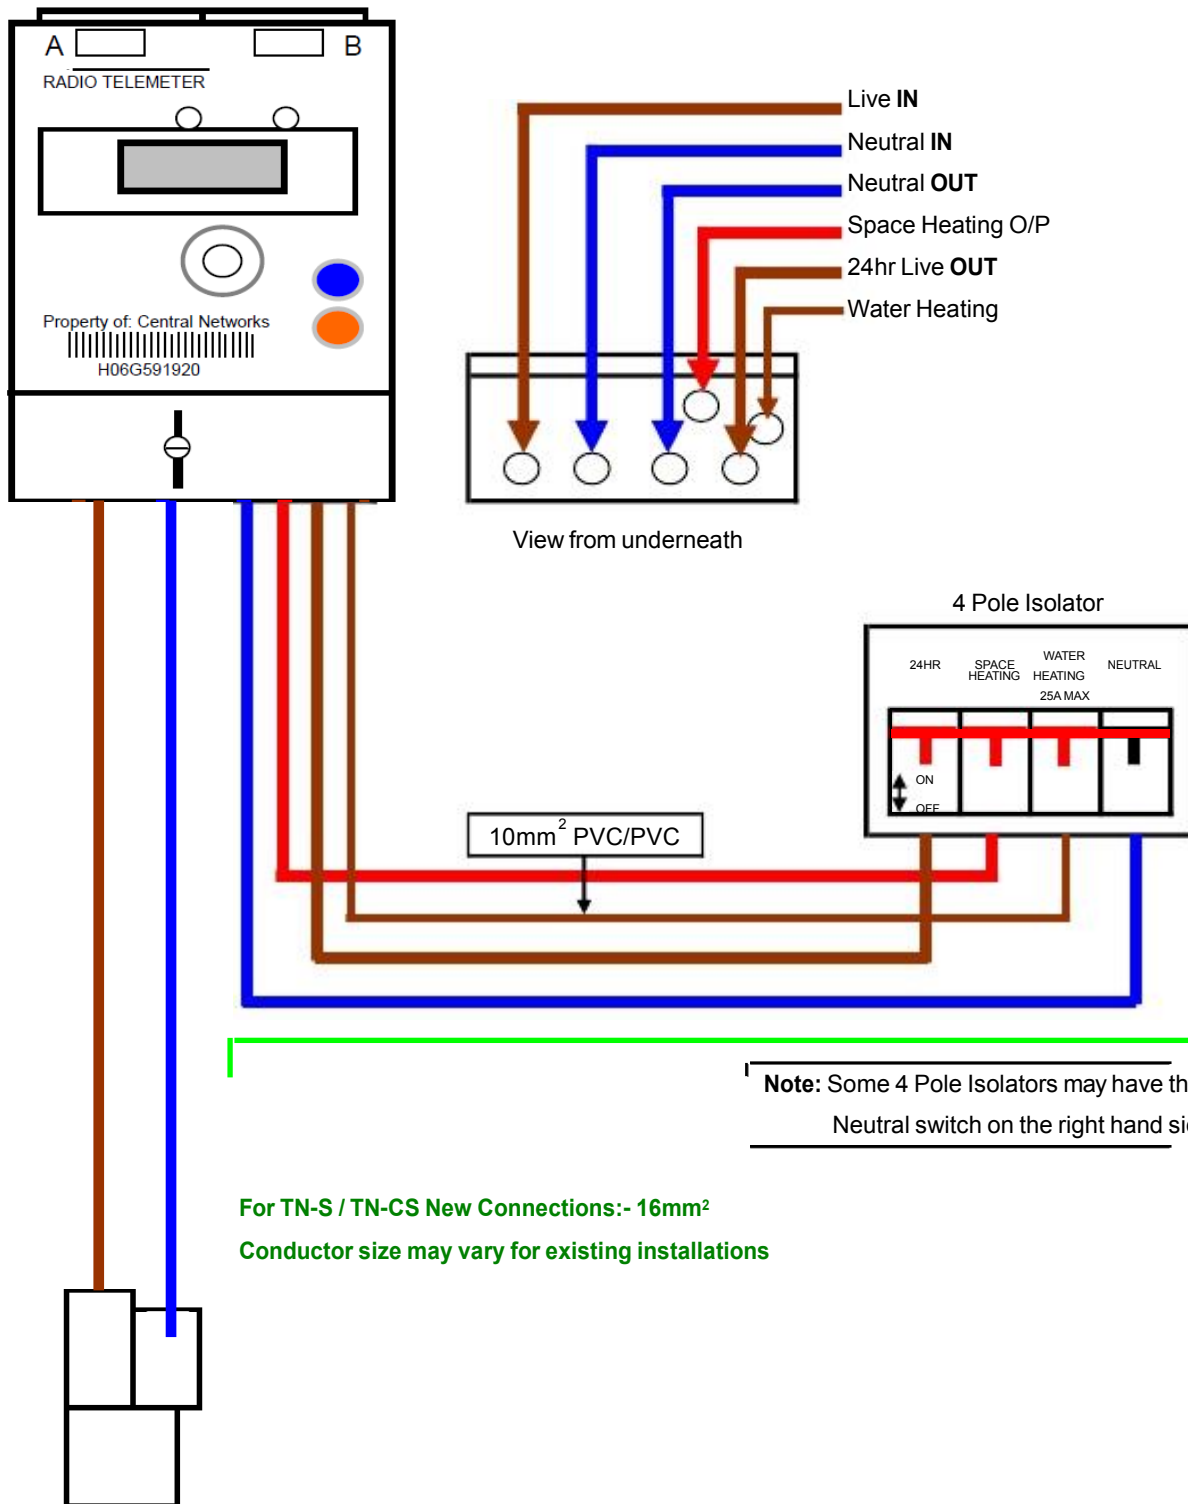 A B
RADIO TELEMETER
Property of: Central Networks
H06G591920
Live IN
Neutral IN
Neutral OUT
Space Heating O/P
24hr Live OUT
Water Heating
View from underneath
4 Pole Isolator
24HR
SPACE
HEATING
WATER
HEATING
25A MAX
NEUTRAL
ON
OFF
10mm² PVC/PVC
Note: Some 4 Pole Isolators may have th
Neutral switch on the right hand si
For TN-S / TN-CS New Connections:- 16mm²
Conductor size may vary for existing installations